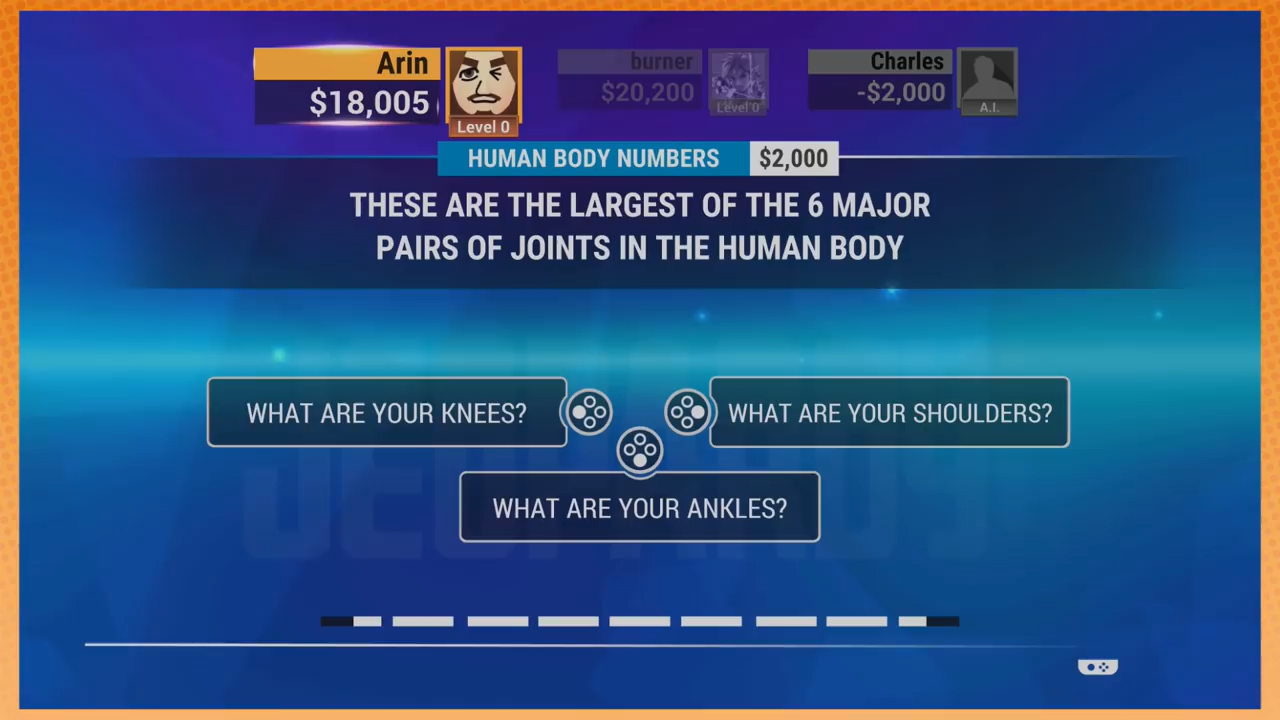 Arin
$18,005
Level 0
burner
$20,200
Level 0
Charles
-$2,000
A.I.
HUMAN BODY NUMBERS $2,000
THESE ARE THE LARGEST OF THE 6 MAJOR
PAIRS OF JOINTS IN THE HUMAN BODY
WHAT ARE YOUR KNEES?
WHAT ARE YOUR SHOULDERS?
WHAT ARE YOUR ANKLES?
JEOPARDY